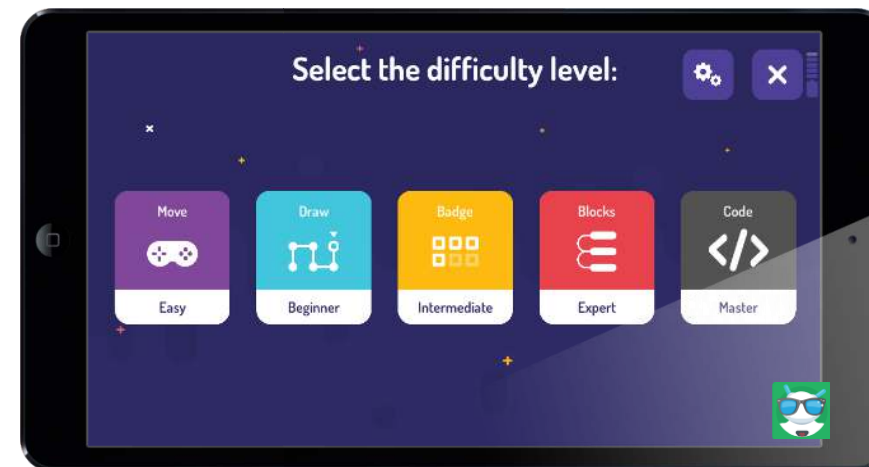 Select the difficulty level:
Move
Easy
Draw
Beginner
Badge
Intermediate
Blocks
Expert
Code
</>
Master